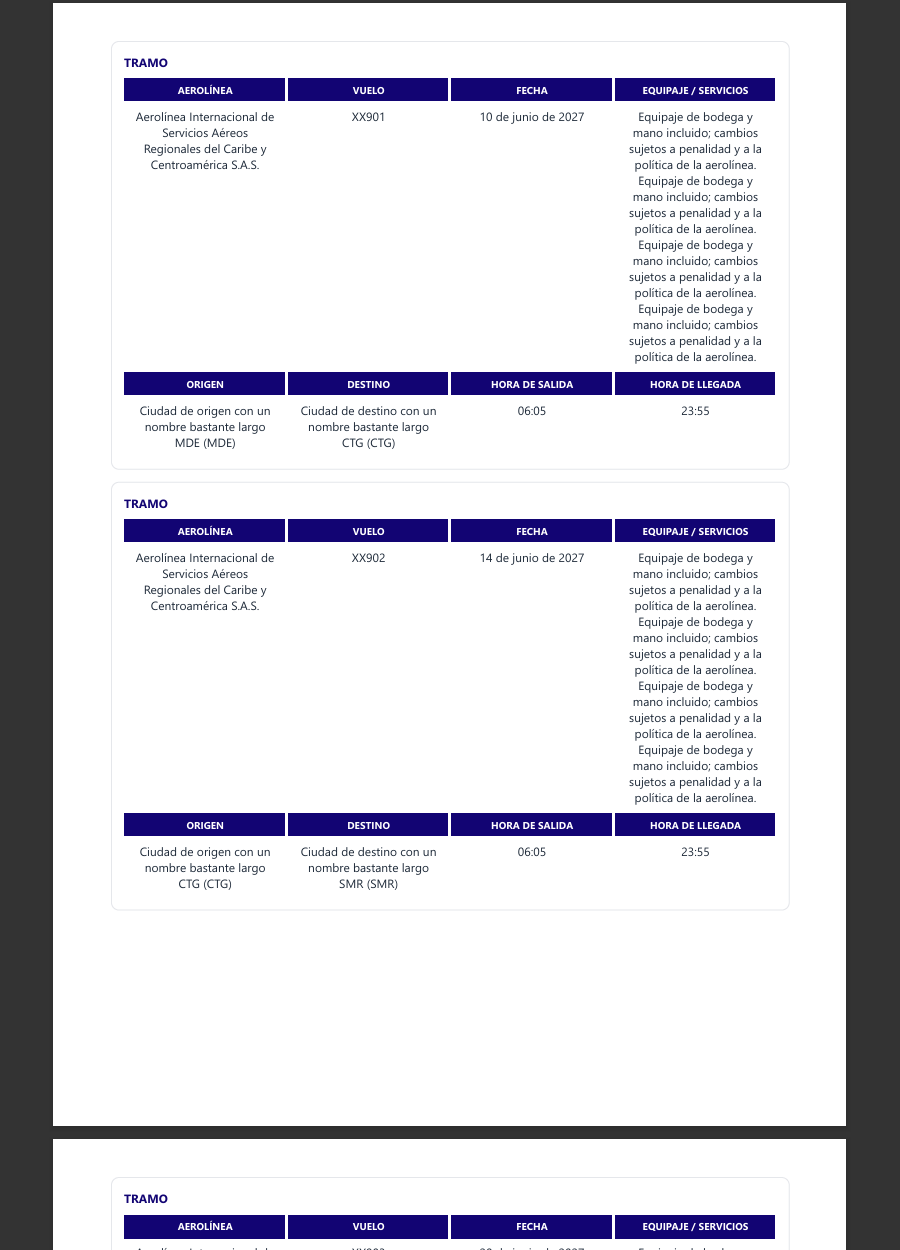 TRAMO
AEROLÍNEA VUELO FECHA EQUIPAJE / SERVICIOS
Aerolínea Internacional de XX901 10 de junio de 2027 Equipaje de bodega y
Servicios Aéreos mano incluido; cambios
Regionales del Caribe y sujetos a penalidad y a la
Centroamérica S.A.S. política de la aerolínea.
Equipaje de bodega y
mano incluido; cambios
sujetos a penalidad y a la
política de la aerolínea.
Equipaje de bodega y
mano incluido; cambios
sujetos a penalidad y a la
política de la aerolínea.
Equipaje de bodega y
mano incluido; cambios
sujetos a penalidad y a la
política de la aerolínea.
ORIGEN DESTINO HORA DE SALIDA HORA DE LLEGADA
Ciudad de origen con un Ciudad de destino con un 06:05 23:55
nombre bastante largo nombre bastante largo
MDE (MDE) CTG (CTG)
TRAMO
AEROLÍNEA VUELO FECHA EQUIPAJE / SERVICIOS
Aerolínea Internacional de XX902 14 de junio de 2027 Equipaje de bodega y
Servicios Aéreos mano incluido; cambios
Regionales del Caribe y sujetos a penalidad y a la
Centroamérica S.A.S. política de la aerolínea.
Equipaje de bodega y
mano incluido; cambios
sujetos a penalidad y a la
política de la aerolínea.
Equipaje de bodega y
mano incluido; cambios
sujetos a penalidad y a la
política de la aerolínea.
Equipaje de bodega y
mano incluido; cambios
sujetos a penalidad y a la
política de la aerolínea.
ORIGEN DESTINO HORA DE SALIDA HORA DE LLEGADA
Ciudad de origen con un Ciudad de destino con un 06:05 23:55
nombre bastante largo nombre bastante largo
CTG (CTG) SMR (SMR)
TRAMO
AEROLÍNEA VUELO FECHA EQUIPAJE / SERVICIOS